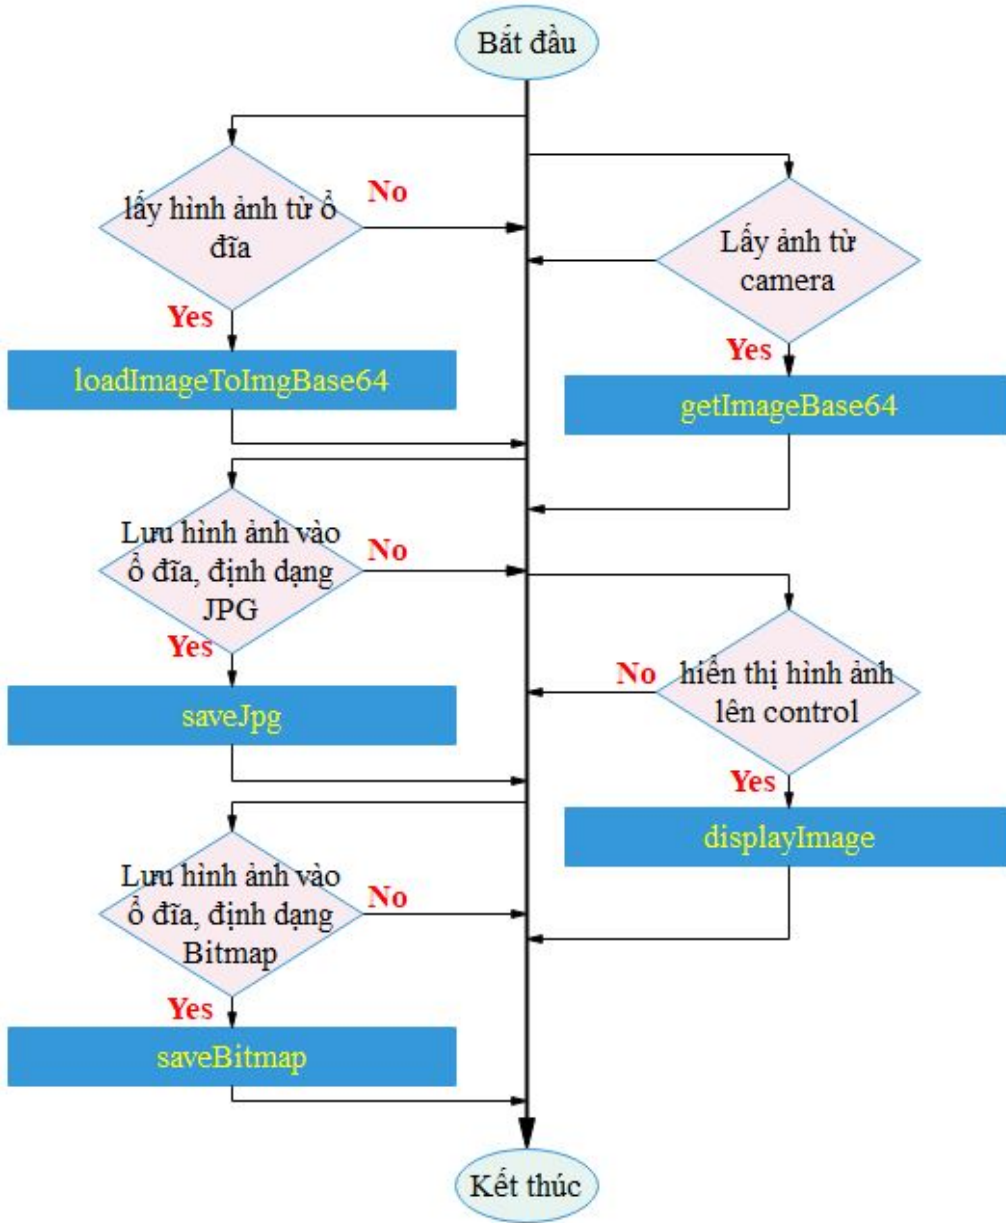 Bắt đầu
lấy hình ảnh từ ổ
đĩa
No
Yes
loadImageToImgBase64
Lấy ảnh từ
camera
Yes
getImageBase64
Lưu hình ảnh vào
ổ đĩa, định dạng
JPG
No
Yes
saveJpg
hiển thị hình ảnh
lên control
No
Yes
displayImage
Lưu hình ảnh vào
ổ đĩa, định dạng
Bitmap
No
Yes
saveBitmap
Kết thúc